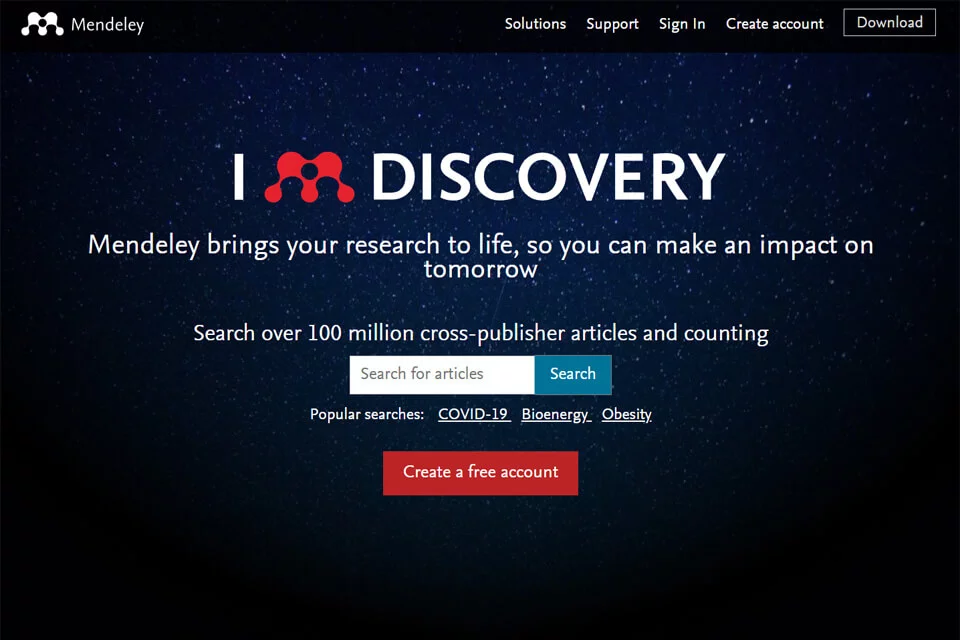 Mendeley
Solutions Support Sign In Create account Download
I DISCOVERY
Mendeley brings your research to life, so you can make an impact on
tomorrow
Search over 100 million cross-publisher articles and counting
Search for articles Search
Popular searches: COVID-19 Bioenergy Obesity
Create a free account